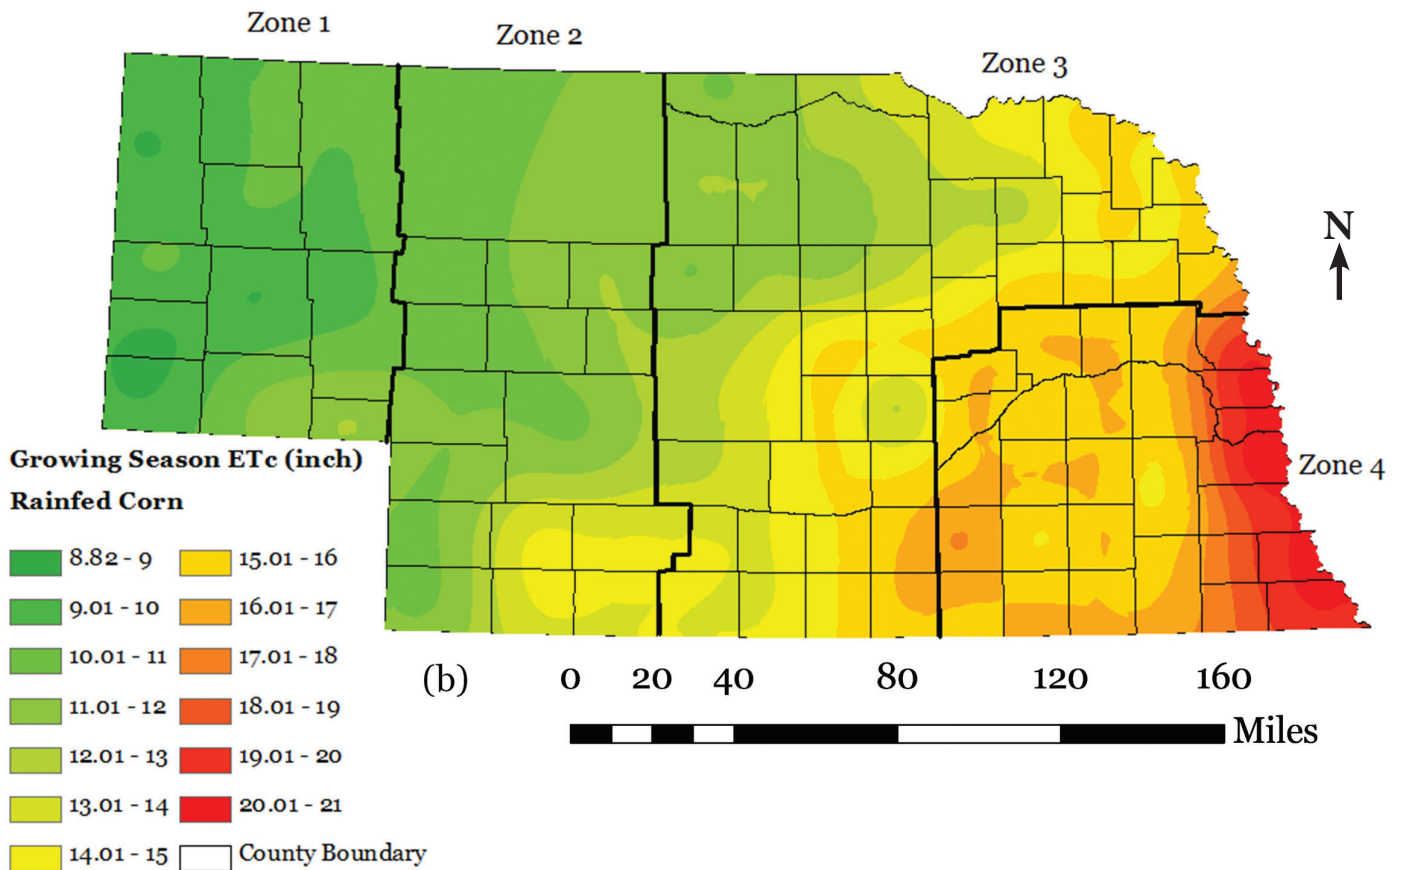 Zone 1
Zone 2
Zone 3
N
Zone 4
Growing Season ETc (inch)
Rainfed Corn
8.82 - 9
15.01 - 16
9.01 - 10
16.01 - 17
10.01 - 11
17.01 - 18
11.01 - 12
18.01 - 19
12.01 - 13
19.01 - 20
13.01 - 14
20.01 - 21
14.01 - 15
County Boundary
(b)
0 20 40 80 120 160
Miles